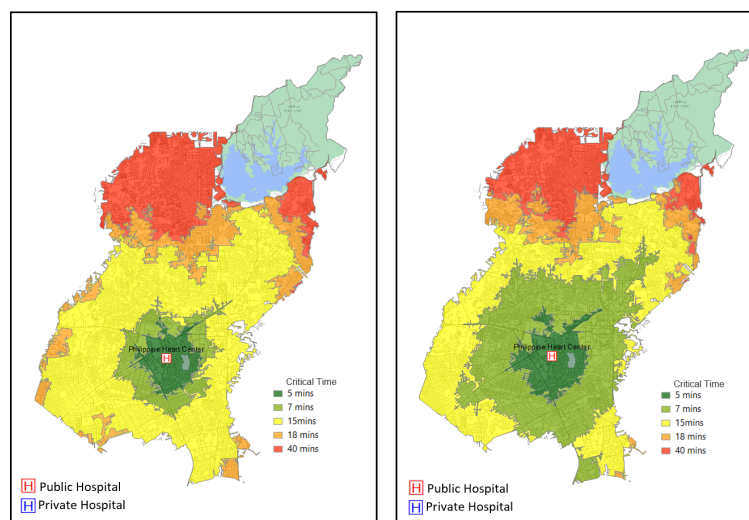 Philippine Heart Center
H
Critical Time
5 mins
7 mins
15mins
18 mins
40 mins
H Public Hospital
H Private Hospital
Philippine Heart Center
H
Critical Time
5 mins
7 mins
15mins
18 mins
40 mins
H Public Hospital
H Private Hospital